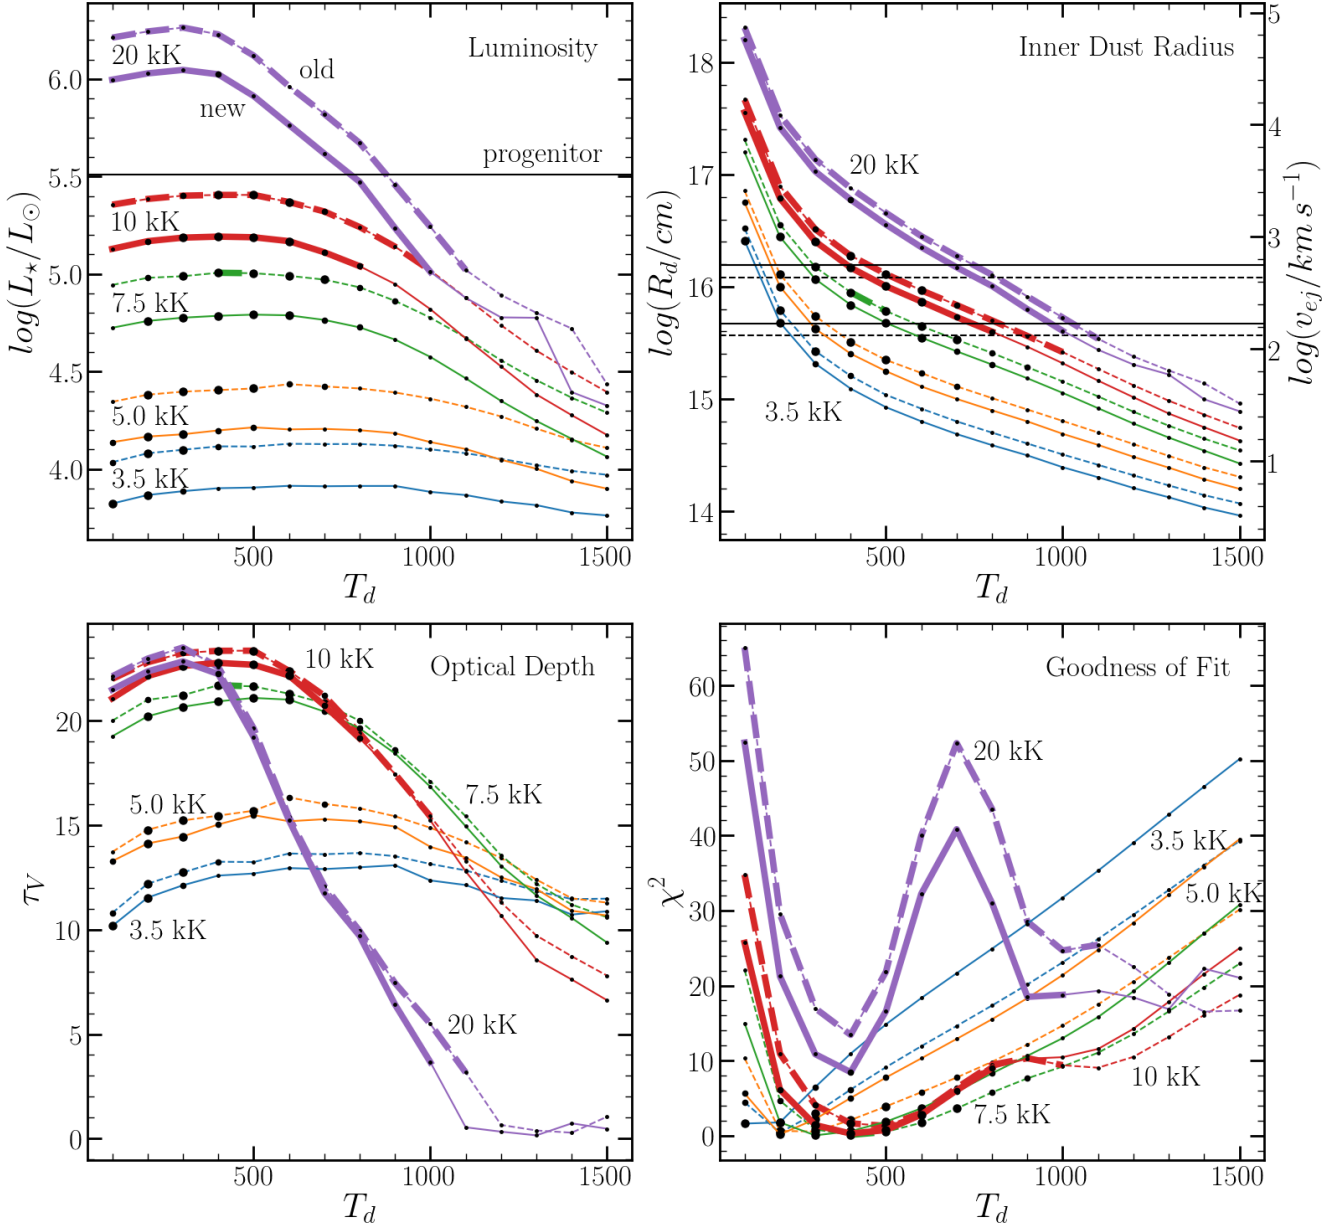 Luminosity
20 kK
old
new
progenitor
10 kK
7.5 kK
5.0 kK
3.5 kK
log(L⋆/L⊙)
6.0
5.5
5.0
4.5
4.0
500
1000
1500
T_d
Inner Dust Radius
20 kK
3.5 kK
log(R_d/cm)
18
17
16
15
14
log(v_ej/km s⁻¹)
5
4
3
2
1
500
1000
1500
T_d
Optical Depth
10 kK
7.5 kK
5.0 kK
3.5 kK
20 kK
τ_V
20
15
10
5
0
500
1000
1500
T_d
Goodness of Fit
20 kK
3.5 kK
5.0 kK
10 kK
7.5 kK
χ²
60
50
40
30
20
10
0
500
1000
1500
T_d